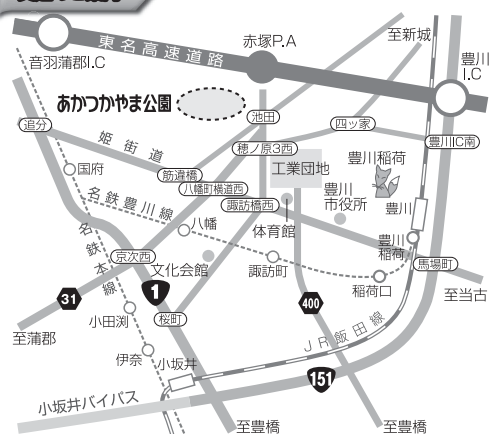 至新城
東名高速道路
赤塚P.A
音羽蒲郡I.C
豊川
I.C
あかつかやま公園
池田
追分
四ッ家
姫街道
穂ノ原3西
豊川IC南
国府
筋違橋
工業団地
豊川稲荷
八幡町横道西
名鉄豊川線
諏訪橋西
豊川
市役所
豊川
八幡
体育館
豊川
稲荷
名鉄本線
京次西
文化会館
諏訪町
馬場町
1
稲荷口
至当古
31
400
小田渕
桜町
至蒲郡
JR飯田線
伊奈
小坂井
151
小坂井バイパス
至豊橋
至豊橋